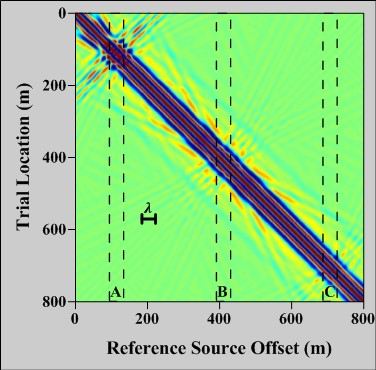 0
200
400
600
800
Trial Location (m)
λ
A B C
0 200 400 600 800
Reference Source Offset (m)